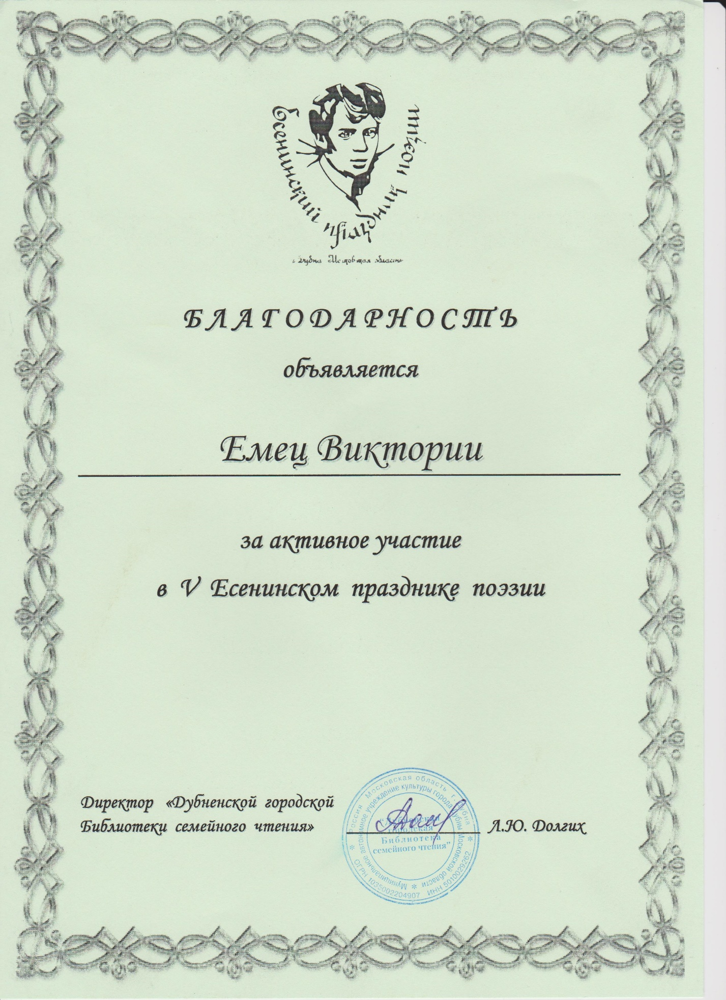 Есенинский праздник поэзии
г. Дубна Московская область
БЛАГОДАРНОСТЬ
объявляется
Емец Виктории
за активное участие
в V Есенинском празднике поэзии
Директор «Дубненской городской
Библиотеки семейного чтения»
Л.Ю. Долгих
Россия Московская область г. Дубна
* ОГРН 1035002204907 ИНН 5010029262 *
Муниципальное автономное учреждение культуры города Дубны Московской области *
городская
Библиотека
семейного чтения"